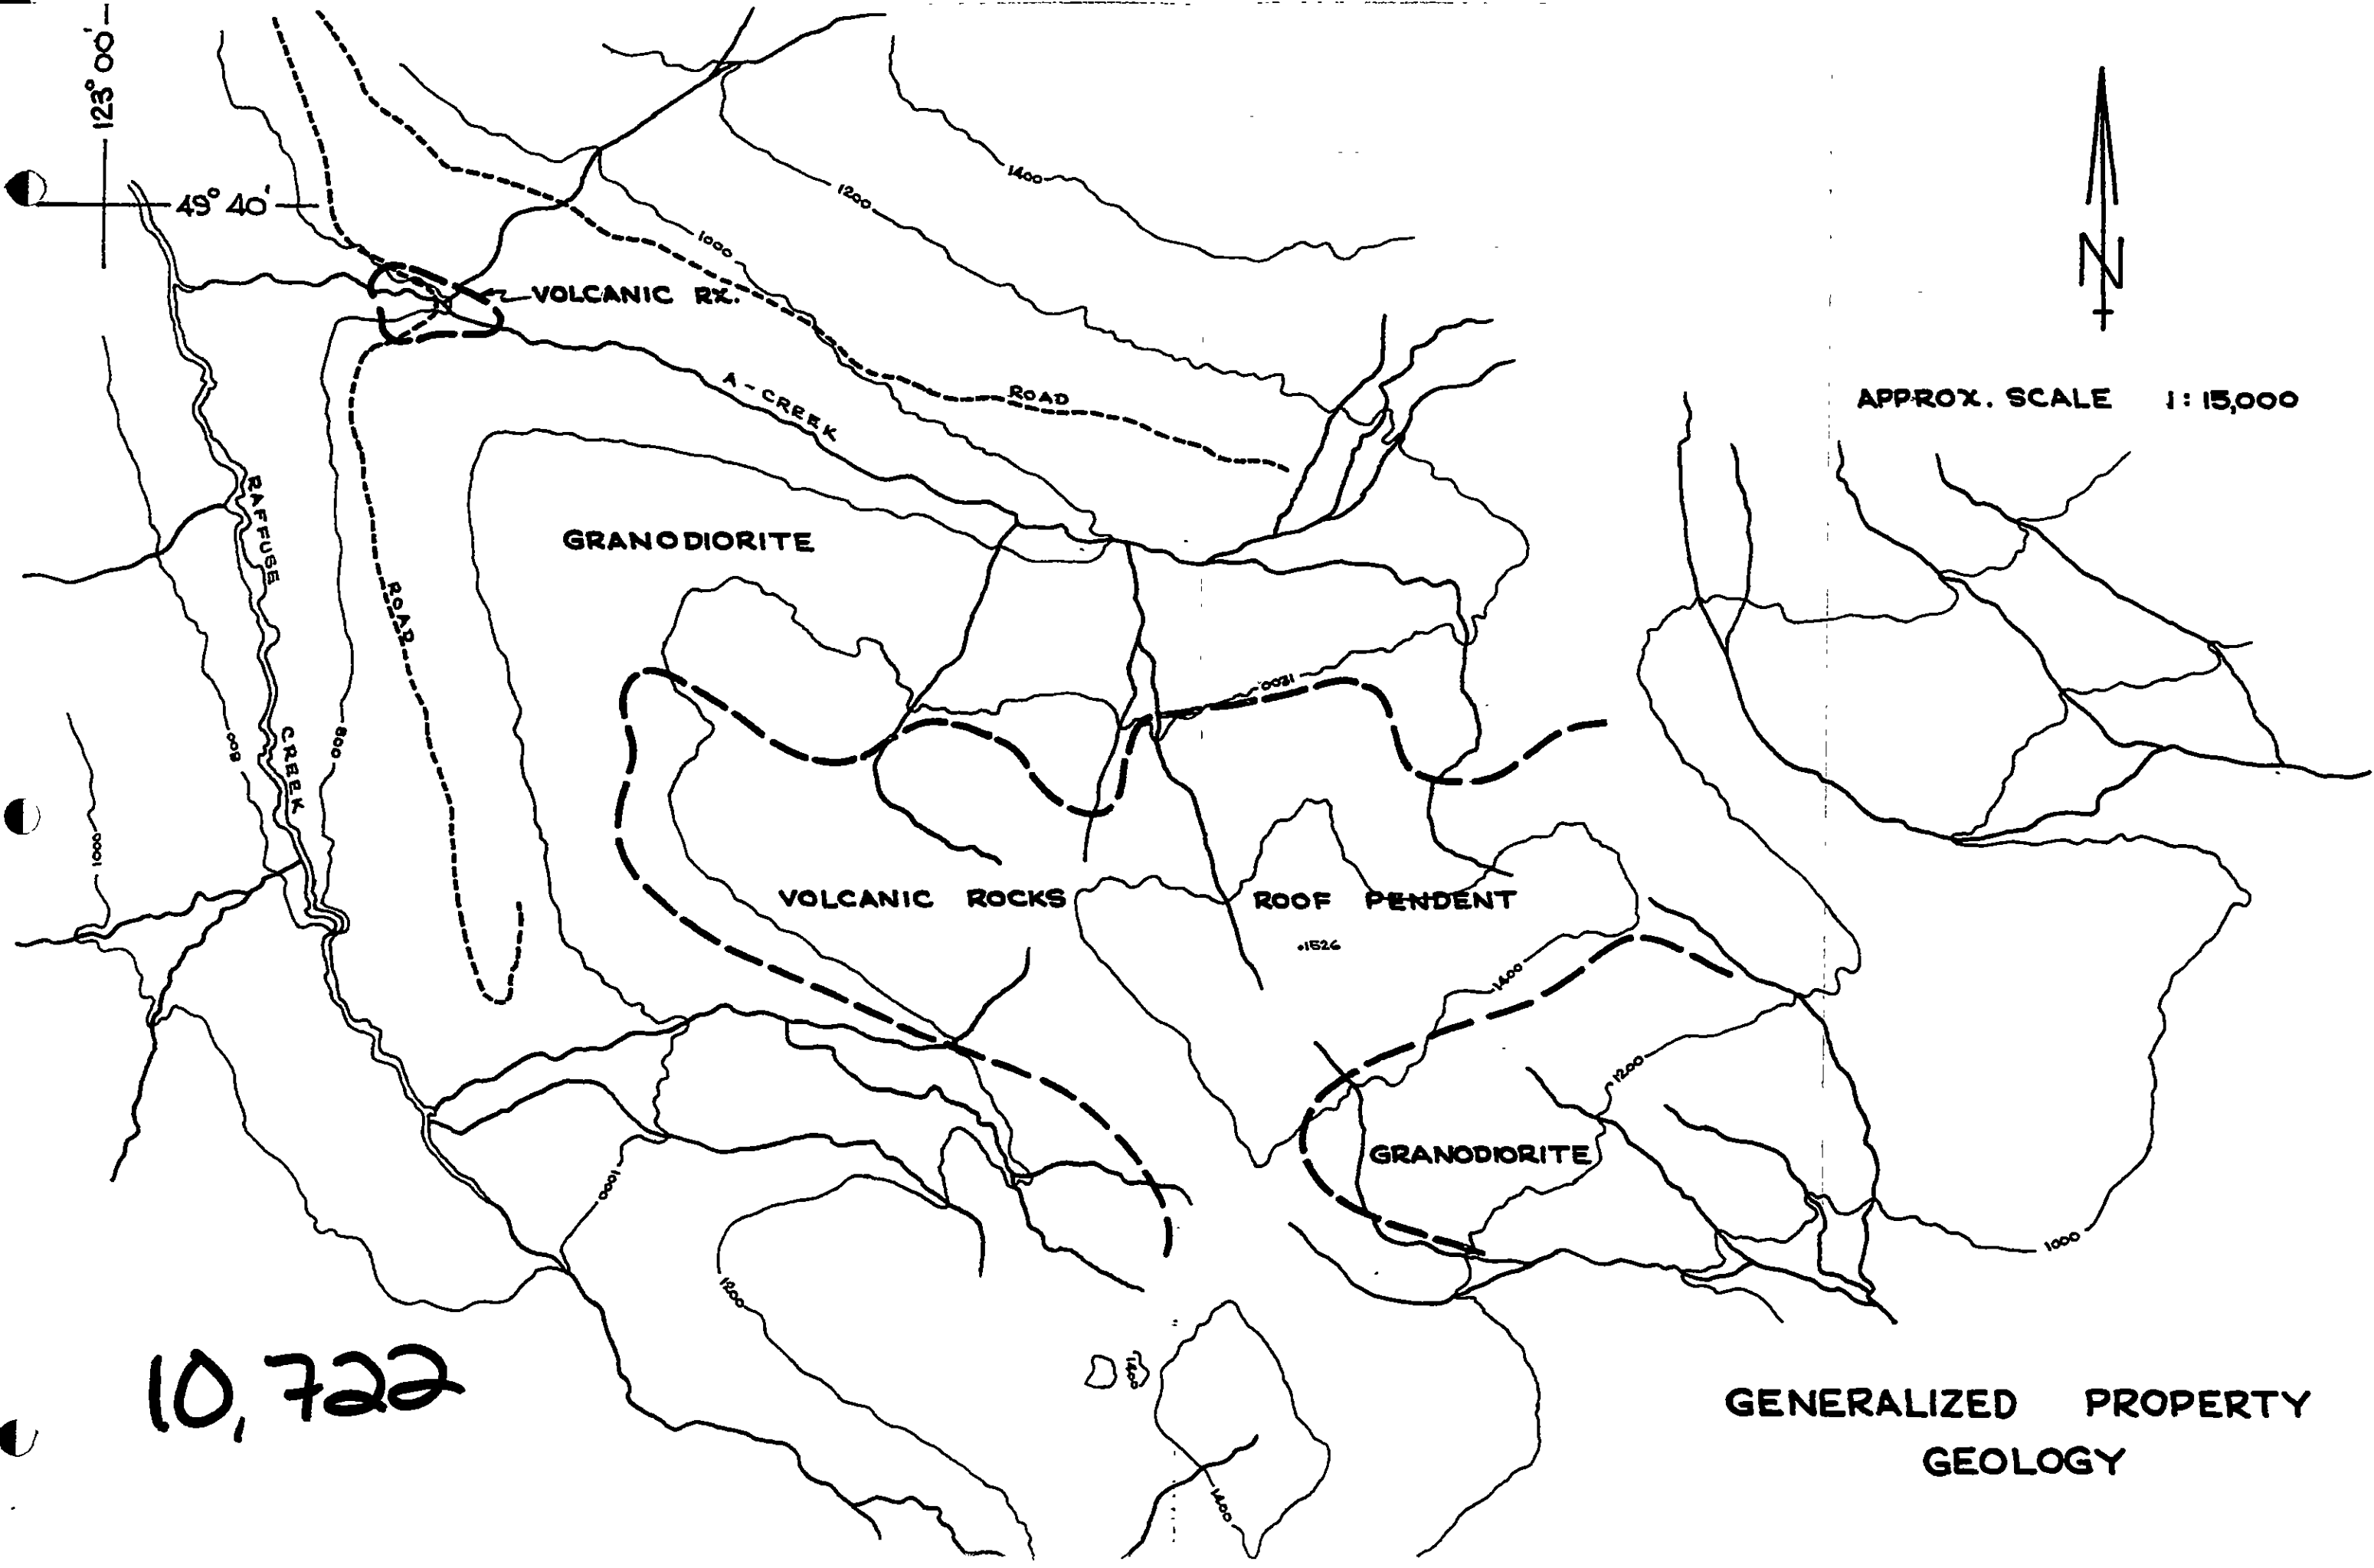 123° 00'
49° 40'
1400
1200
1000
N
VOLCANIC RX.
A-CREEK
ROAD
APPROX. SCALE 1:15,000
RAFFUSE CREEK
GRANODIORITE
ROAD
1200
800
800
1000
VOLCANIC ROCKS ROOF PENDENT
.1526
1400
1200
GRANODIORITE
1000
1000
1200
1400
1400
10,722
GENERALIZED PROPERTY
GEOLOGY